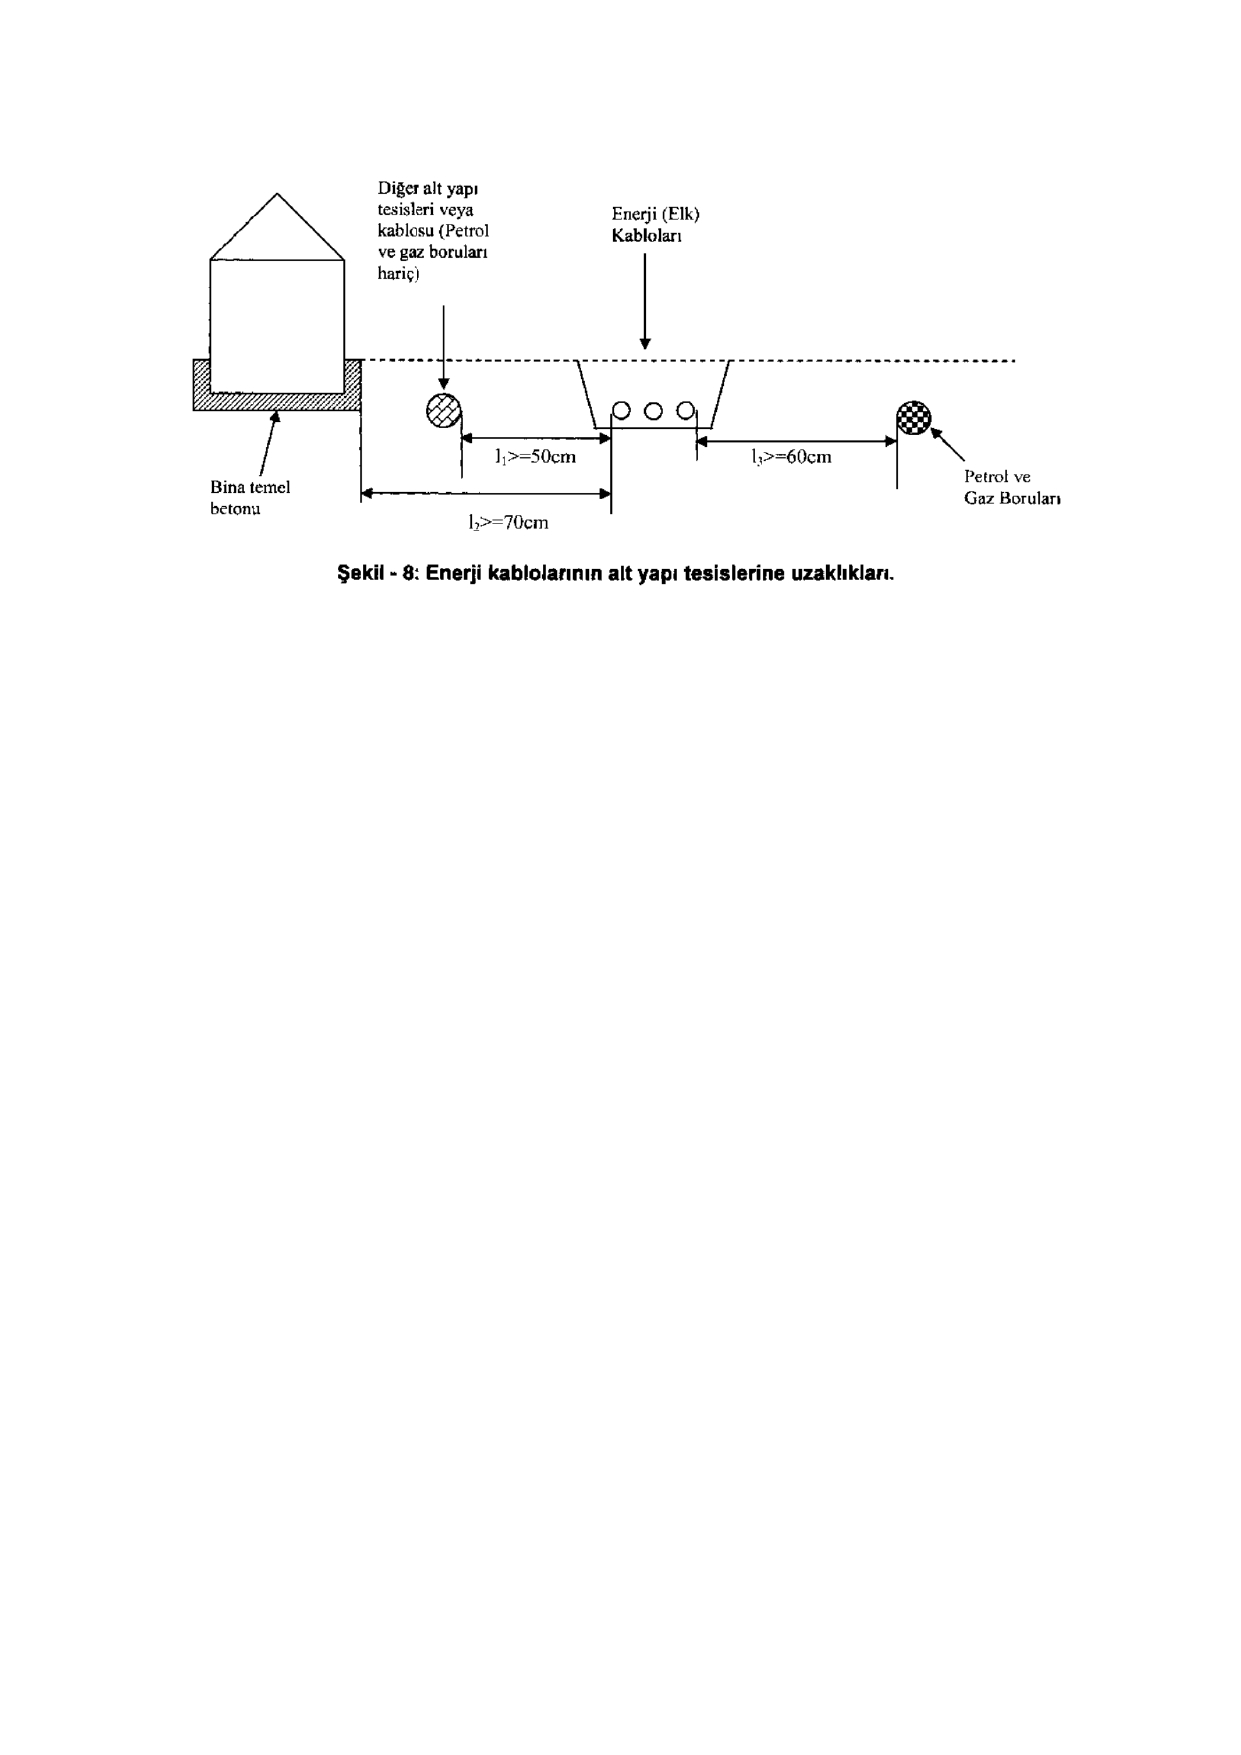 Diğer alt yapı
tesisleri veya
kablosu (Petrol
ve gaz boruları
hariç)
Enerji (Elk)
Kabloları
l₁>=50cm
l₃>=60cm
Petrol ve
Gaz Boruları
Bina temel
betonu
l₂>=70cm
Şekil - 8: Enerji kablolarının alt yapı tesislerine uzaklıkları.